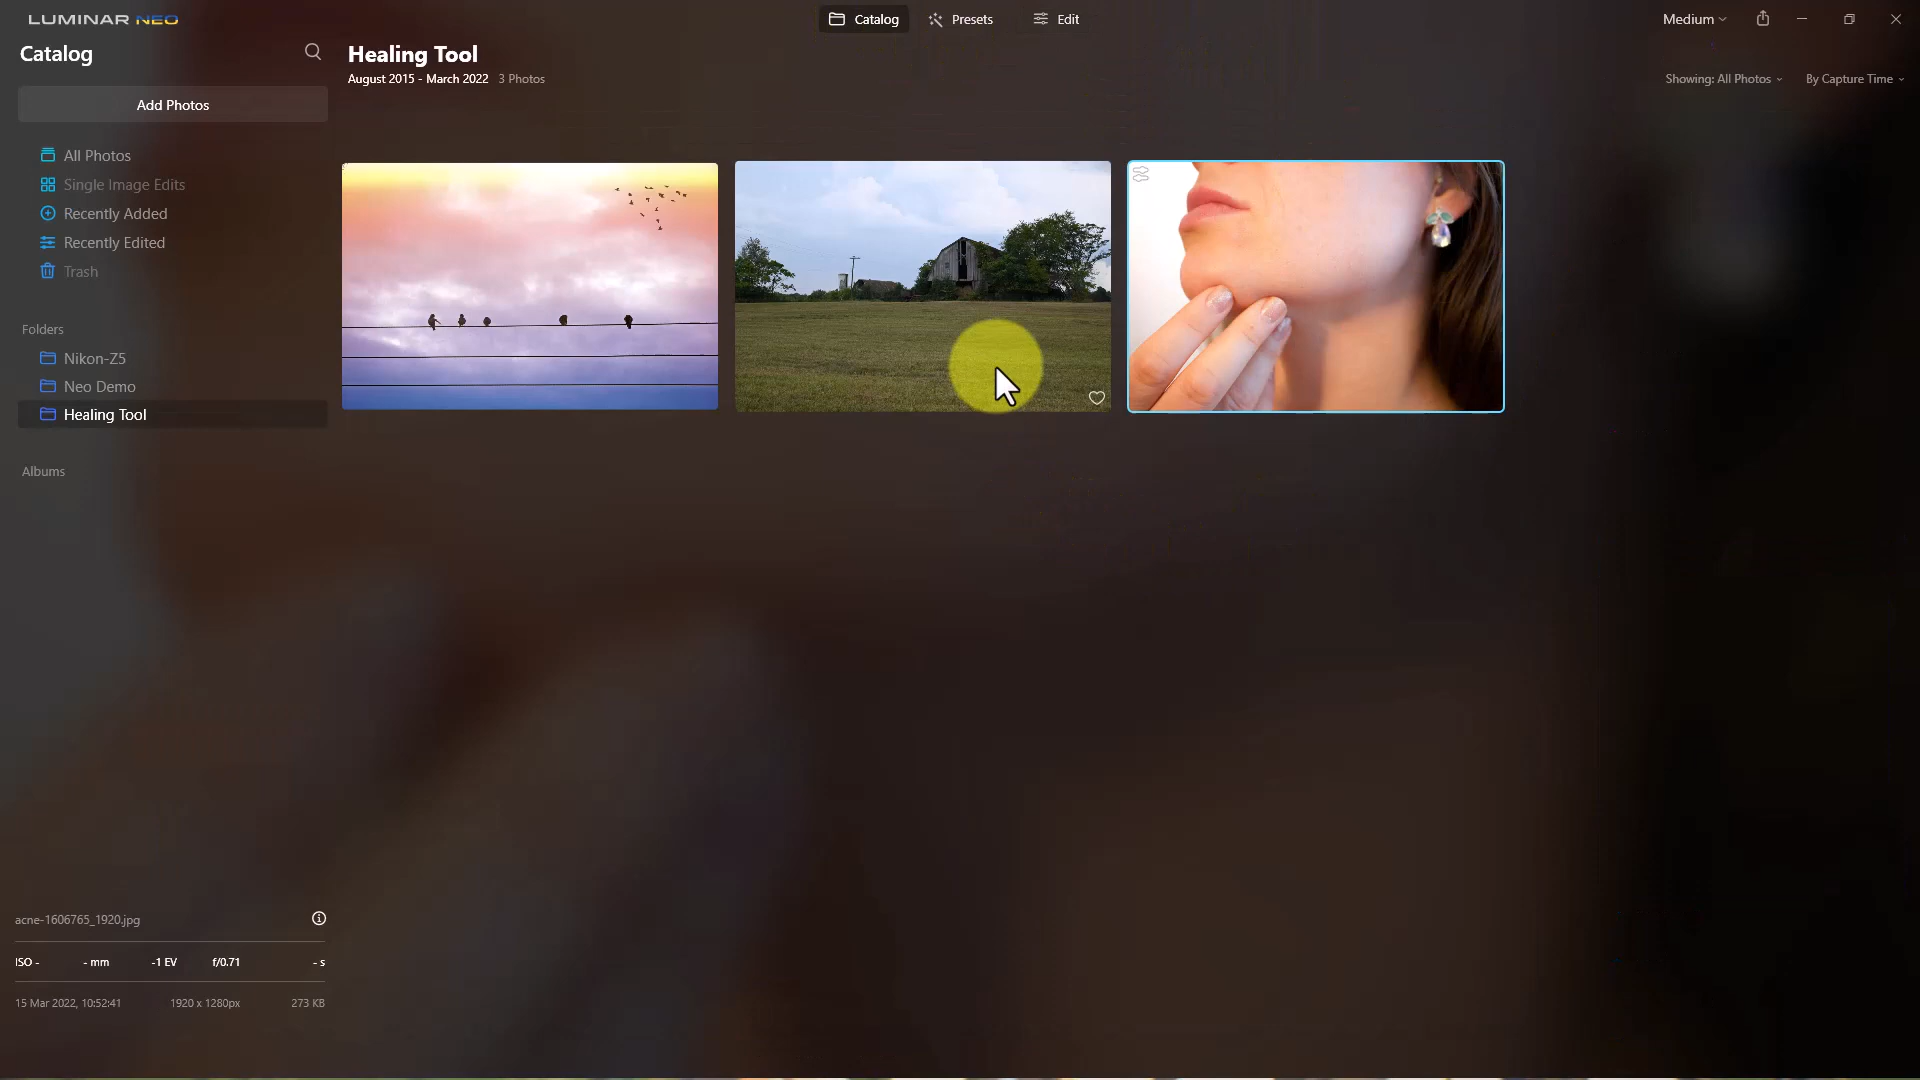 LUMINAR NEO
Catalog
Presets
Edit
Medium
Catalog
Healing Tool
August 2015 - March 2022 3 Photos
Showing: All Photos
By Capture Time
Add Photos
All Photos
Single Image Edits
Recently Added
Recently Edited
Trash
Folders
Nikon-Z5
Neo Demo
Healing Tool
Albums
acne-1606765_1920.jpg
ISO - - mm -1 EV f/0.71 - s
15 Mar 2022, 10:52:41 1920 x 1280px 273 KB